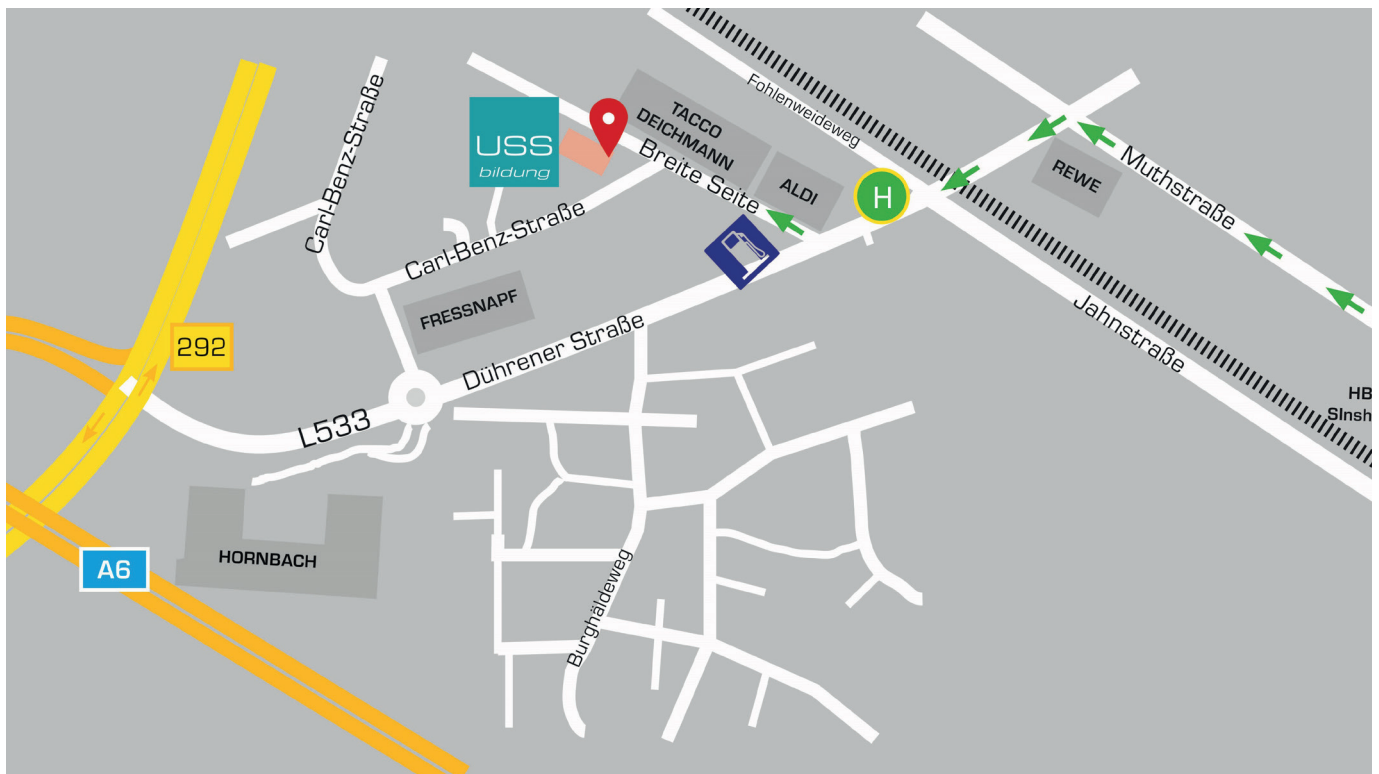 Carl-Benz-Straße
USS
bildung
TACCO
DEICHMANN
Fohlenweideweg
Breite Seite
ALDI
H
REWE
Muthstraße
Carl-Benz-Straße
FRESSNAPF
Dührener Straße
Jahnstraße
292
HB
SInsh
L533
HORNBACH
A6
Burghäldeweg